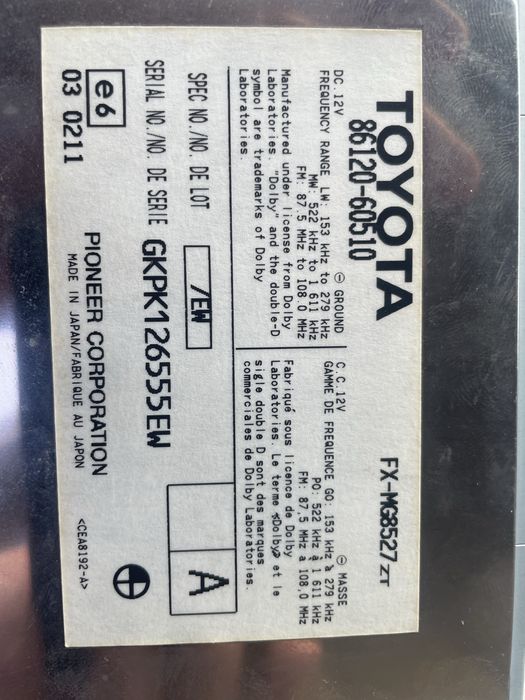 TOYOTA
86120-60510
FX-MG8527 ZT
DC.12V ⊖ GROUND
FREQUENCY RANGE LW: 153 kHz to 279 kHz
MW: 522 kHz to 1 611 kHz
FM: 87.5 MHz to 108.0 MHz
Manufactured under license from Dolby
Laboratories. "Dolby" and the double-D
symbol are trademarks of Dolby
Laboratories.
C.C.12V ⊖ MASSE
GAMME DE FREQUENCE GO: 153 kHz à 279 kHz
PO: 522 kHz à 1 611 kHz
FM: 87,5 MHz à 108,0 MHz
Fabriqué sous licence de Dolby
Laboratories. Le terme «Dolby» et le
sigle double D sont des marques
commerciales de Dolby Laboratories.
SPEC NO./NO. DE LOT /EW
A
SERIAL NO./NO. DE SERIE GKPK126555EW
e6
03 0211
PIONEER CORPORATION
MADE IN JAPAN/FABRIQUE AU JAPON
<CEA8192-A>